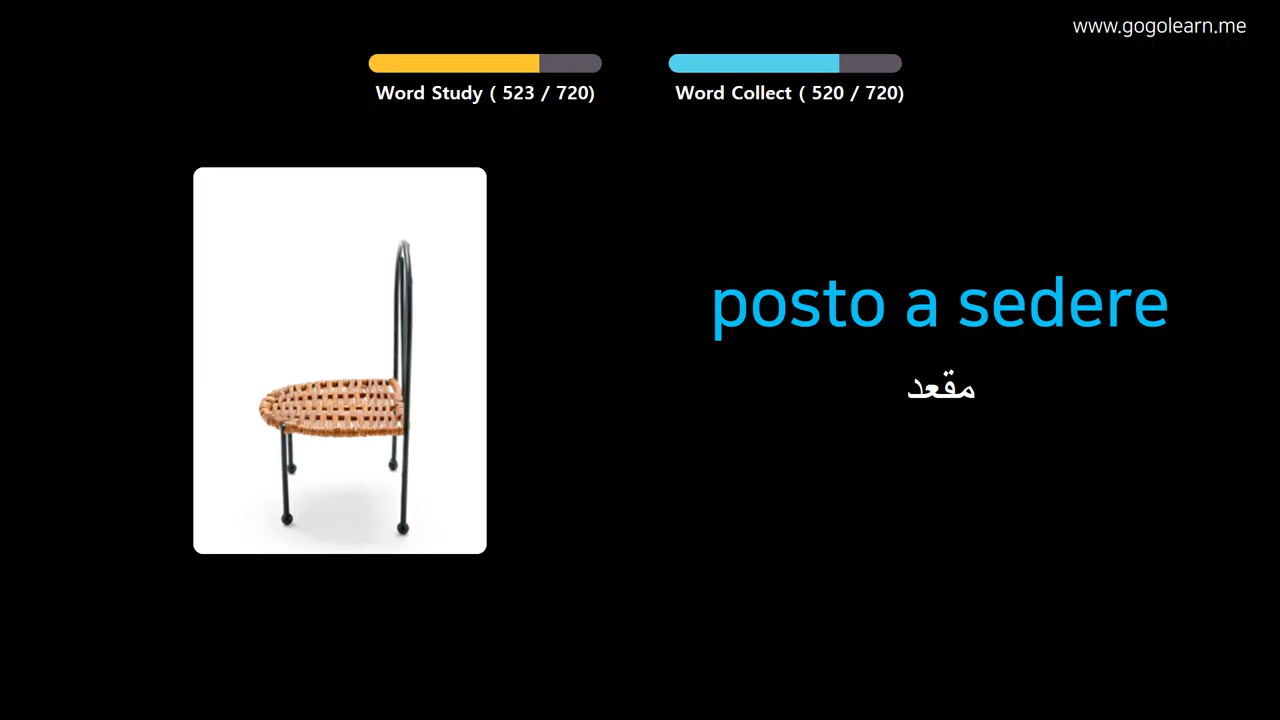 www.gogolearn.me
Word Study ( 523 / 720)
Word Collect ( 520 / 720)
posto a sedere
مقعد